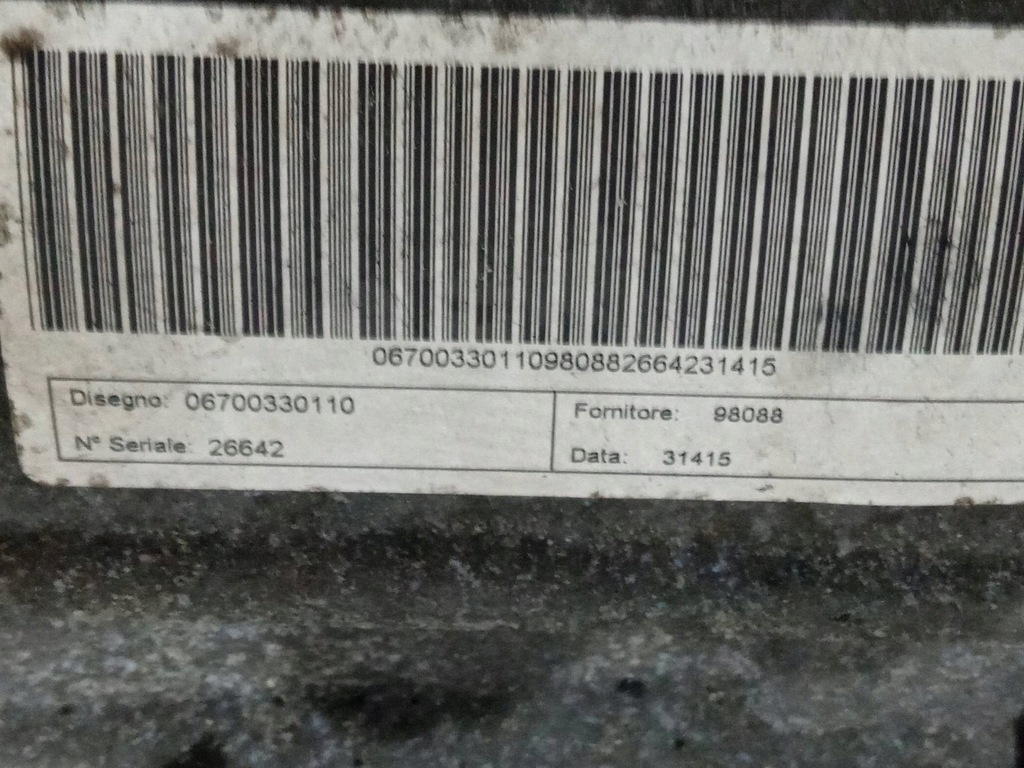 06700330110980882664231415
Disegno: 06700330110
Fornitore: 98088
N° Seriale: 26642
Data: 31415